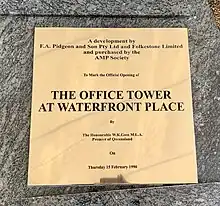 A development by
F.A. Pidgeon and Son Pty Ltd and Folkestone Limited
and purchased by the
AMP Society
To Mark the Official Opening of
THE OFFICE TOWER
AT WATERFRONT PLACE
By
The Honourable W.K.Goss M.L.A.
Premier of Queensland
On
Thursday 15 February 1990